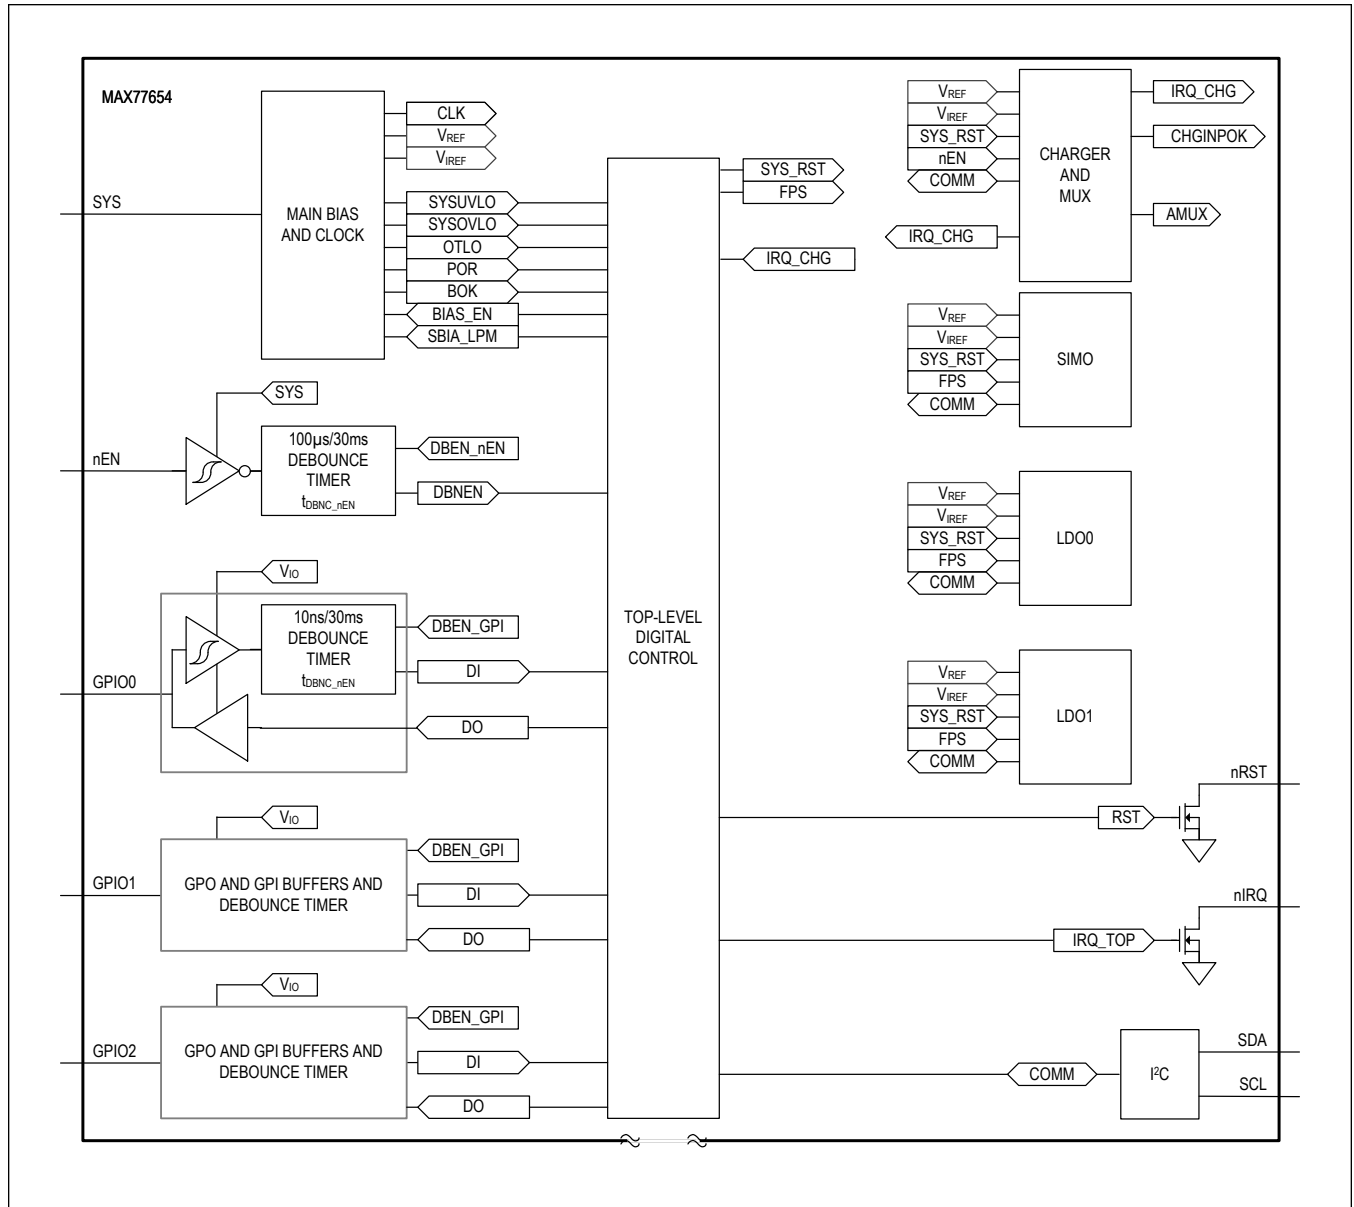 MAX77654
SYS
MAIN BIAS
AND CLOCK
CLK
VREF
VIREF
SYSUVLO
SYSOVLO
OTLO
POR
BOK
BIAS_EN
SBIA_LPM
SYS
nEN
100µs/30ms
DEBOUNCE
TIMER
tDBNC_nEN
DBEN_nEN
DBNEN
VIO
GPIO0
10ns/30ms
DEBOUNCE
TIMER
tDBNC_nEN
DBEN_GPI
DI
DO
VIO
GPIO1
GPO AND GPI BUFFERS AND
DEBOUNCE TIMER
DBEN_GPI
DI
DO
VIO
GPIO2
GPO AND GPI BUFFERS AND
DEBOUNCE TIMER
DBEN_GPI
DI
DO
TOP-LEVEL
DIGITAL
CONTROL
SYS_RST
FPS
IRQ_CHG
VREF
VIREF
SYS_RST
nEN
COMM
IRQ_CHG
CHARGER
AND
MUX
IRQ_CHG
CHGINPOK
AMUX
VREF
VIREF
SYS_RST
FPS
COMM
SIMO
VREF
VIREF
SYS_RST
FPS
COMM
LDO0
VREF
VIREF
SYS_RST
FPS
COMM
LDO1
RST
nRST
IRQ_TOP
nIRQ
COMM
I²C
SDA
SCL